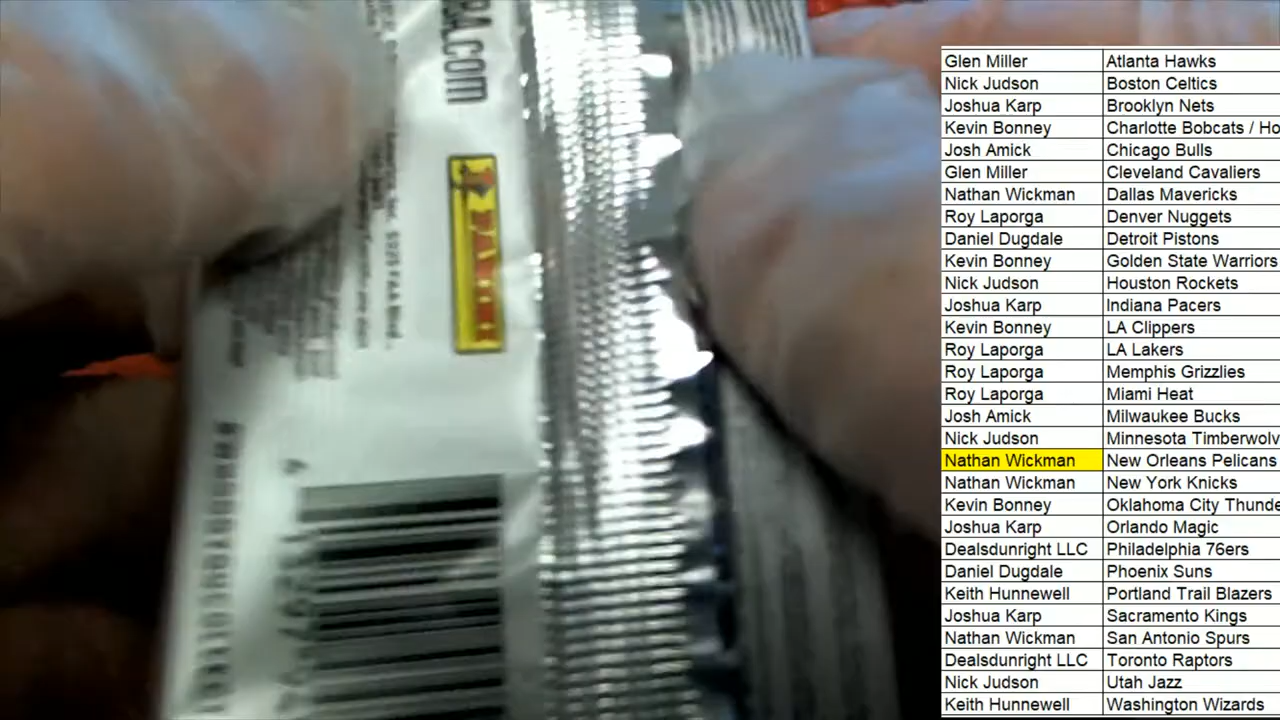 .com
PANINI
Glen Miller Atlanta Hawks
Nick Judson Boston Celtics
Joshua Karp Brooklyn Nets
Kevin Bonney Charlotte Bobcats / Ho
Josh Amick Chicago Bulls
Glen Miller Cleveland Cavaliers
Nathan Wickman Dallas Mavericks
Roy Laporga Denver Nuggets
Daniel Dugdale Detroit Pistons
Kevin Bonney Golden State Warriors
Nick Judson Houston Rockets
Joshua Karp Indiana Pacers
Kevin Bonney LA Clippers
Roy Laporga LA Lakers
Roy Laporga Memphis Grizzlies
Roy Laporga Miami Heat
Josh Amick Milwaukee Bucks
Nick Judson Minnesota Timberwolv
Nathan Wickman New Orleans Pelicans
Nathan Wickman New York Knicks
Kevin Bonney Oklahoma City Thunde
Joshua Karp Orlando Magic
Dealsdunright LLC Philadelphia 76ers
Daniel Dugdale Phoenix Suns
Keith Hunnewell Portland Trail Blazers
Joshua Karp Sacramento Kings
Nathan Wickman San Antonio Spurs
Dealsdunright LLC Toronto Raptors
Nick Judson Utah Jazz
Keith Hunnewell Washington Wizards